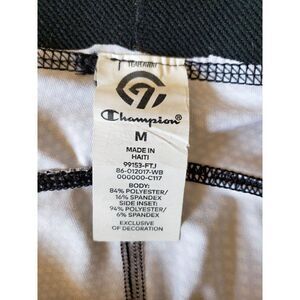 Champion®
M
MADE IN
HAITI
99153-FTJ
86-012017-WB
000000-C117
BODY:
84% POLYESTER/
16% SPANDEX
SIDE INSET:
94% POLYESTER/
6% SPANDEX
EXCLUSIVE
OF DECORATION